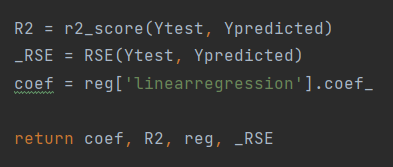 R2 = r2_score(Ytest, Ypredicted)
_RSE = RSE(Ytest, Ypredicted)
coef = reg['linearregression'].coef_
return coef, R2, reg, _RSE